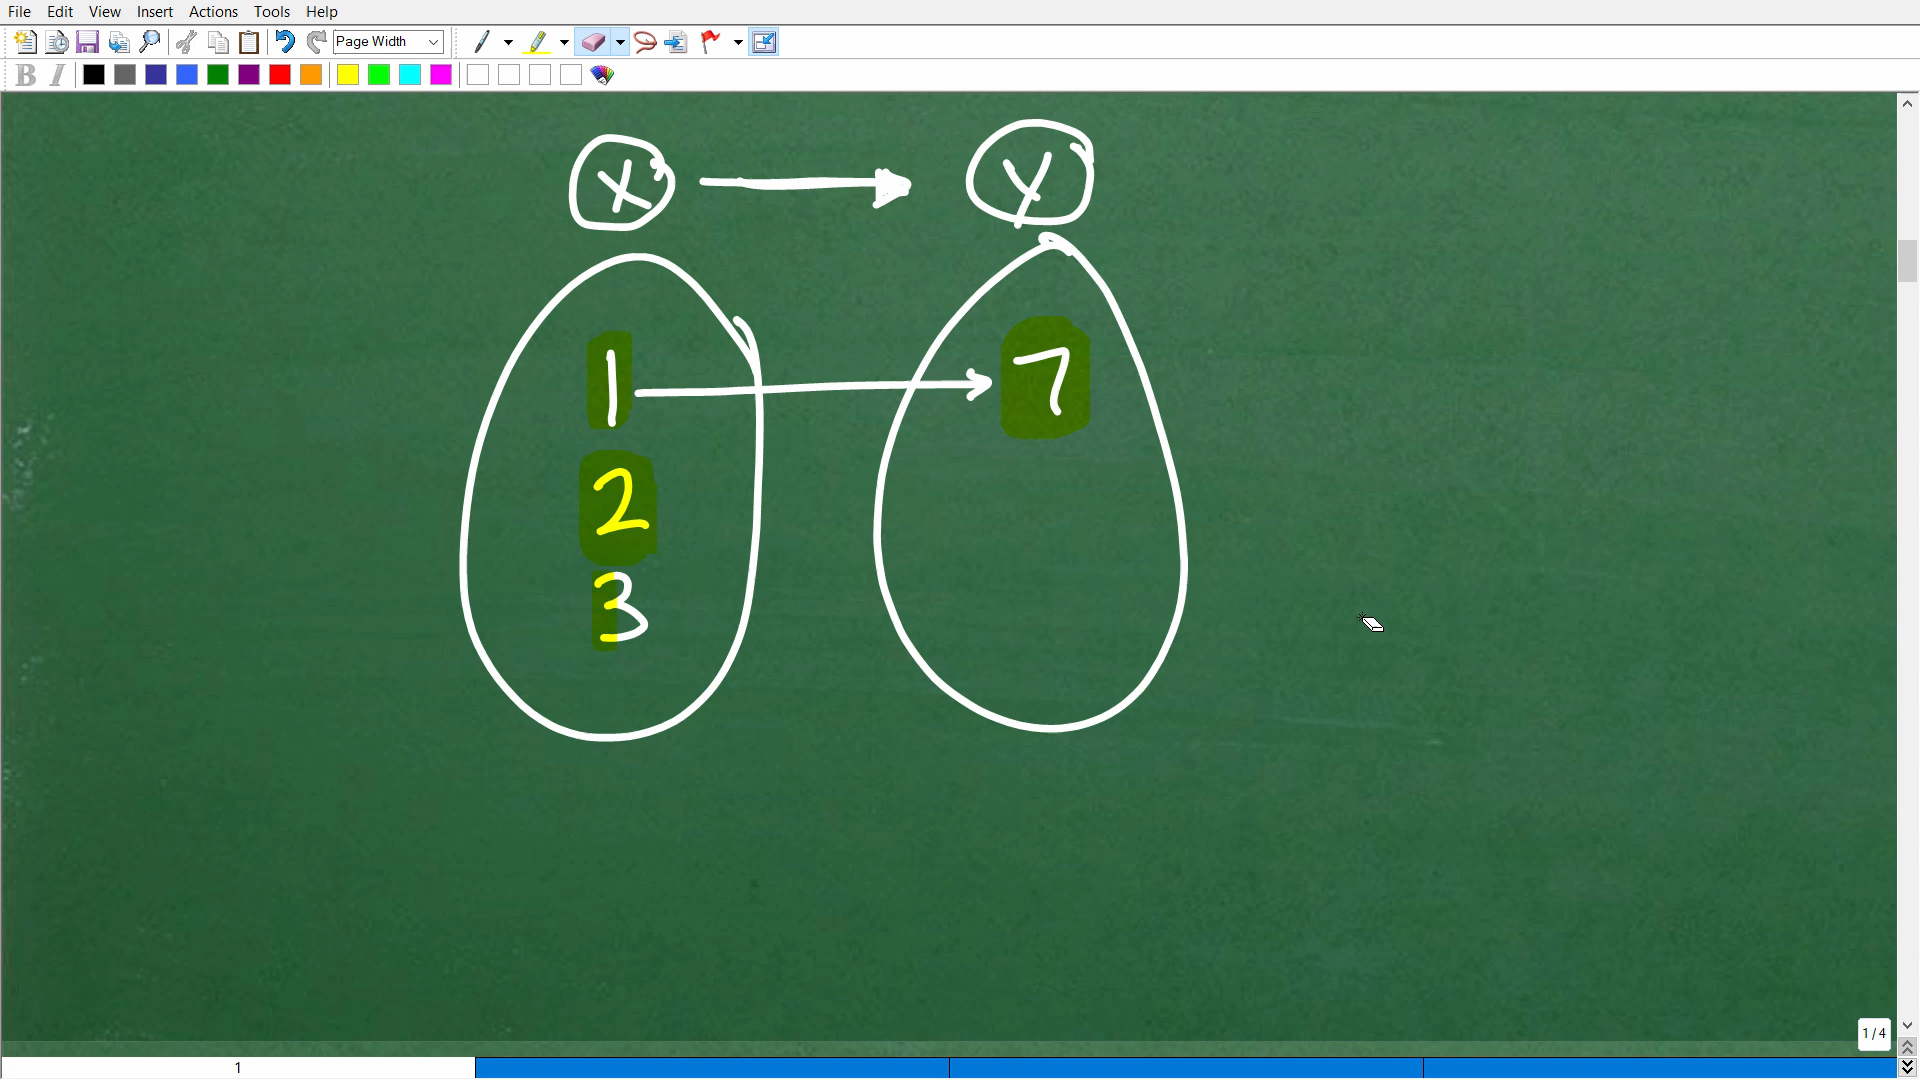 File Edit View Insert Actions Tools Help
Page Width
B I
X Y
1 7
2
3
1 / 4
1